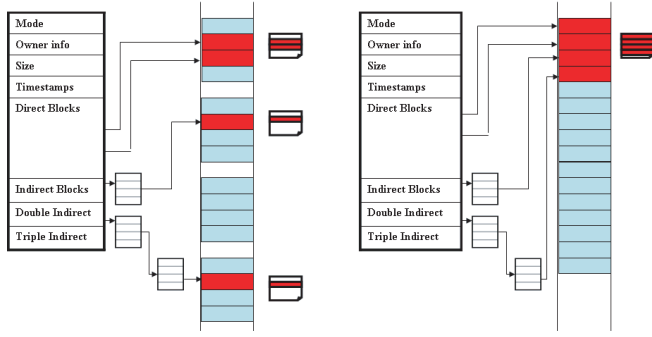 Mode
Owner info
Size
Timestamps
Direct Blocks
Indirect Blocks
Double Indirect
Triple Indirect
Mode
Owner info
Size
Timestamps
Direct Blocks
Indirect Blocks
Double Indirect
Triple Indirect